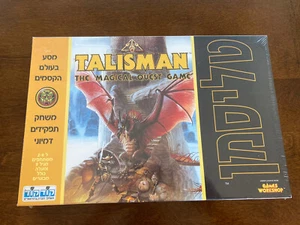 TALISMAN
THE MAGICAL QUEST GAME
מסע
בעולם
הקסמים
משחק
תפקידים
דמיוני
טליסמן
GAMES
WORKSHOP